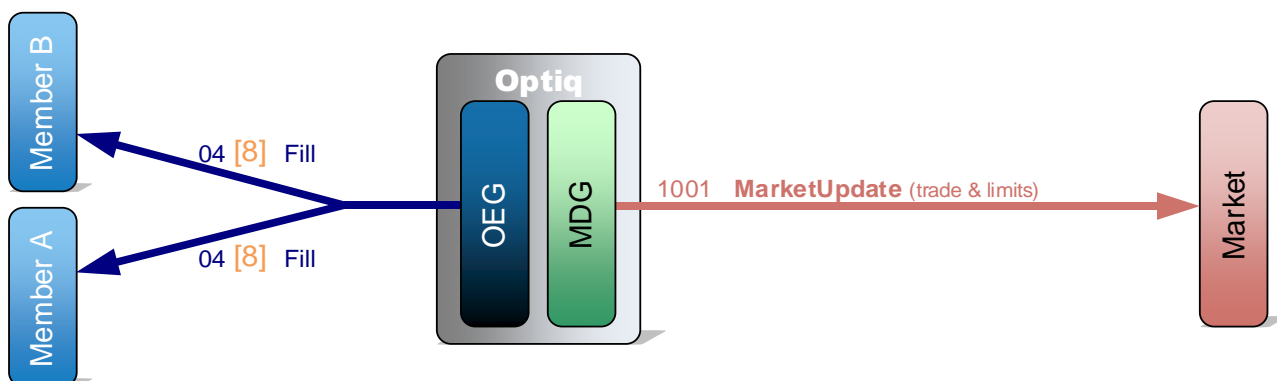 Member B
Optiq
04 [8] Fill
OEG
MDG
1001 MarketUpdate (trade & limits)
Market
Member A
04 [8] Fill